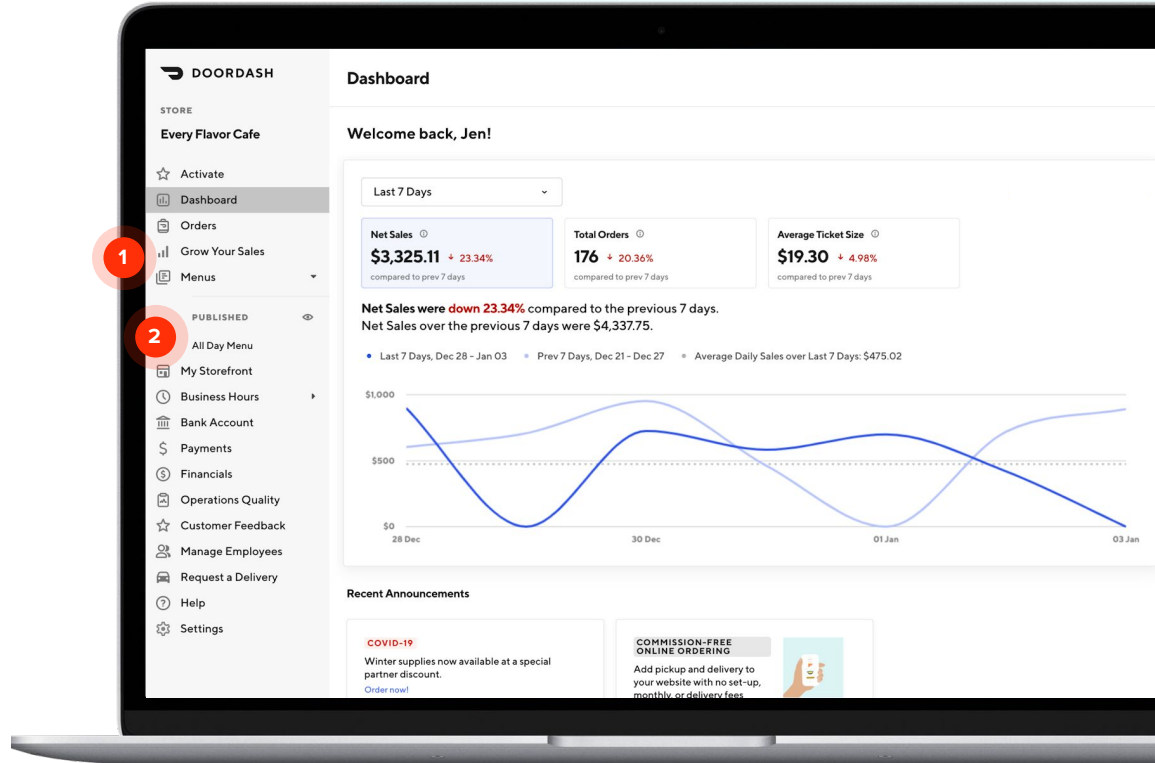 DOORDASH
STORE
Every Flavor Cafe
Activate
Dashboard
Orders
1
Grow Your Sales
Menus
PUBLISHED
2
All Day Menu
My Storefront
Business Hours
Bank Account
Payments
Financials
Operations Quality
Customer Feedback
Manage Employees
Request a Delivery
Help
Settings
Dashboard
Welcome back, Jen!
Last 7 Days
Net Sales
$3,325.11 ↓ 23.34%
compared to prev 7 days
Total Orders
176 ↓ 20.36%
compared to prev 7 days
Average Ticket Size
$19.30 ↓ 4.98%
compared to prev 7 days
Net Sales were down 23.34% compared to the previous 7 days.
Net Sales over the previous 7 days were $4,337.75.
Last 7 Days, Dec 28 - Jan 03 Prev 7 Days, Dec 21 - Dec 27 Average Daily Sales over Last 7 Days: $475.02
$1,000
$500
$0
28 Dec 30 Dec 01 Jan 03 Jan
Recent Announcements
COVID-19
Winter supplies now available at a special
partner discount.
Order now!
COMMISSION-FREE
ONLINE ORDERING
Add pickup and delivery to
your website with no set-up,
monthly, or delivery fees